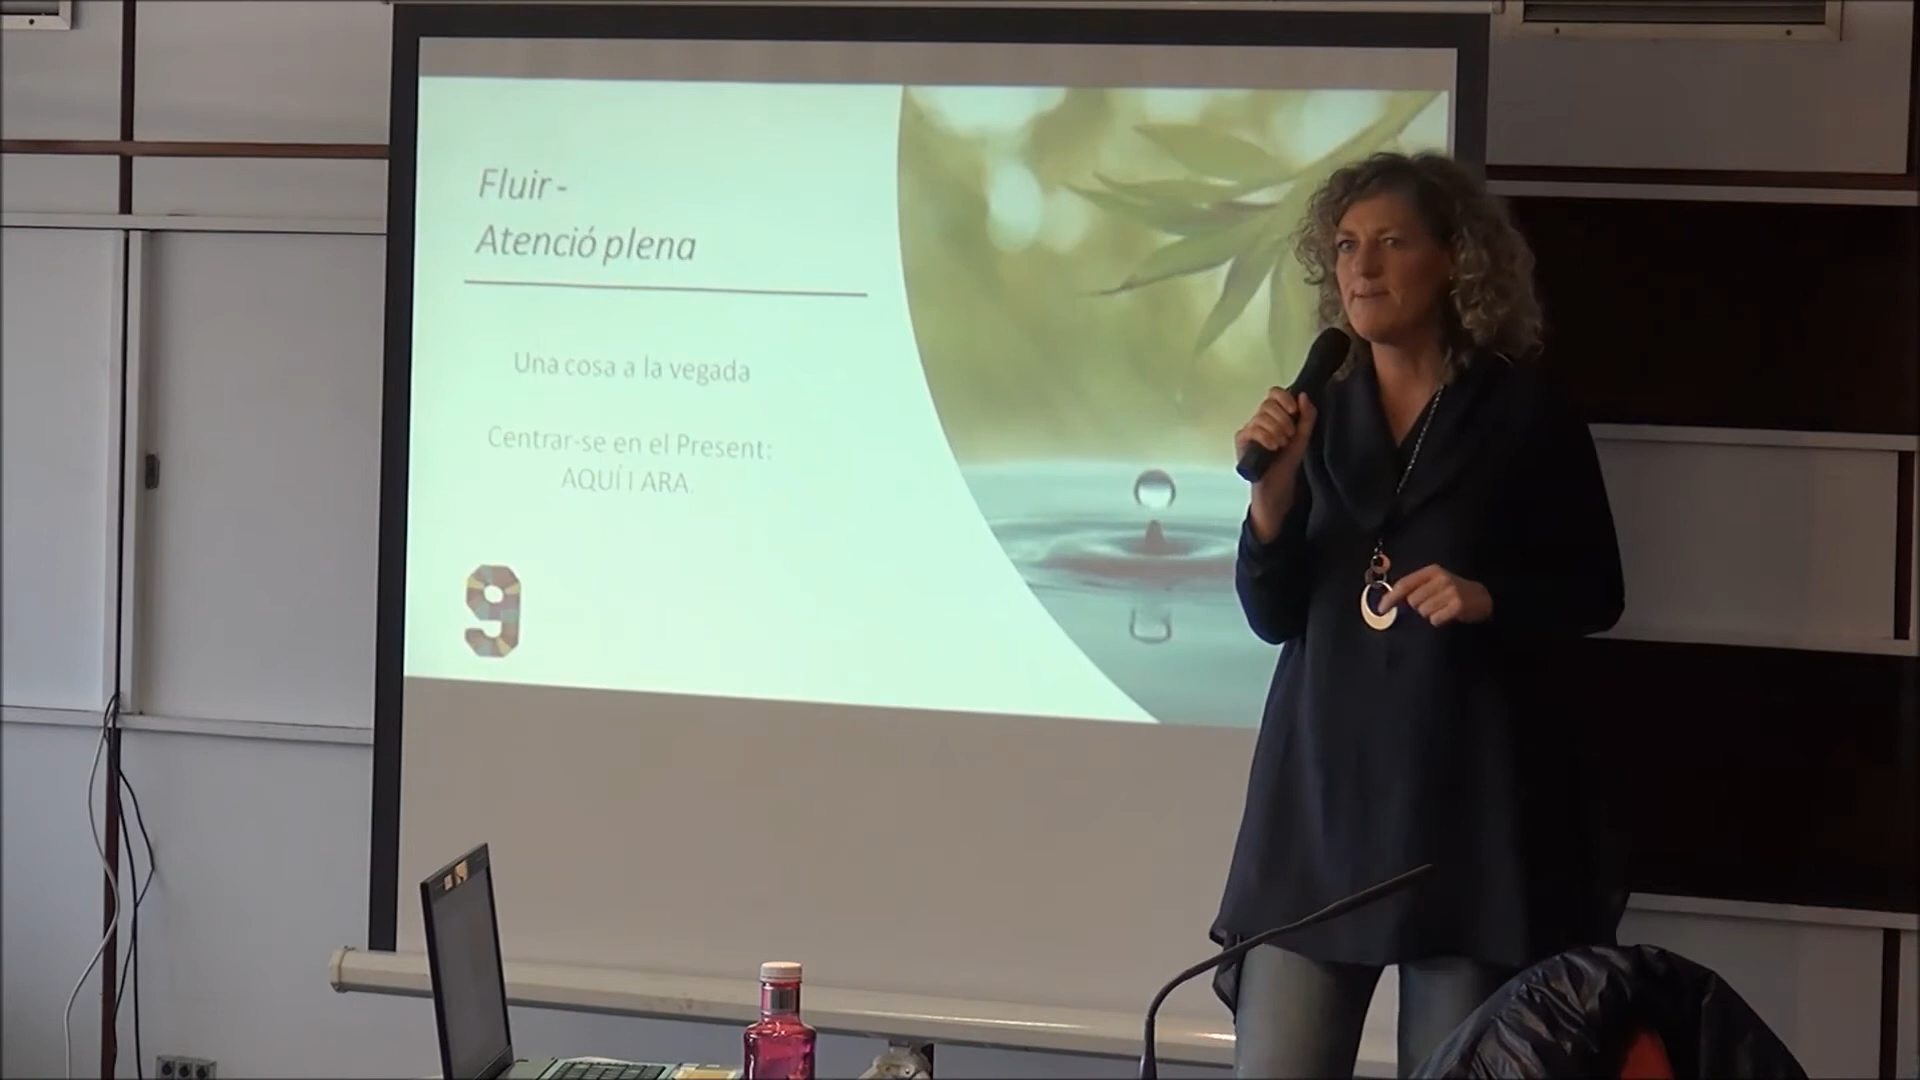 Fluir -
Atenció plena
Una cosa a la vegada
Centrar-se en el Present:
AQUÍ I ARA.
9